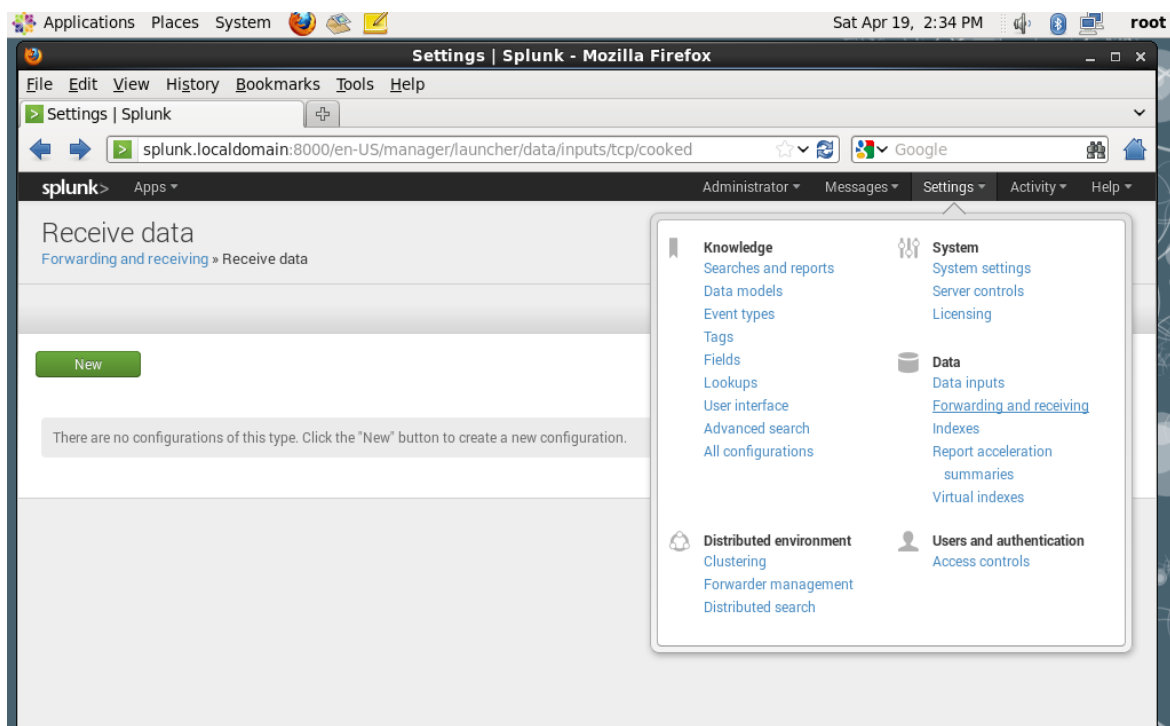 Applications Places System Sat Apr 19, 2:34 PM root
Settings | Splunk - Mozilla Firefox
File Edit View History Bookmarks Tools Help
Settings | Splunk
splunk.localdomain:8000/en-US/manager/launcher/data/inputs/tcp/cooked Google
splunk> Apps Administrator Messages Settings Activity Help
Receive data
Forwarding and receiving » Receive data
New
There are no configurations of this type. Click the "New" button to create a new configuration.
Knowledge
Searches and reports
Data models
Event types
Tags
Fields
Lookups
User interface
Advanced search
All configurations
System
System settings
Server controls
Licensing
Data
Data inputs
Forwarding and receiving
Indexes
Report acceleration
summaries
Virtual indexes
Distributed environment
Clustering
Forwarder management
Distributed search
Users and authentication
Access controls